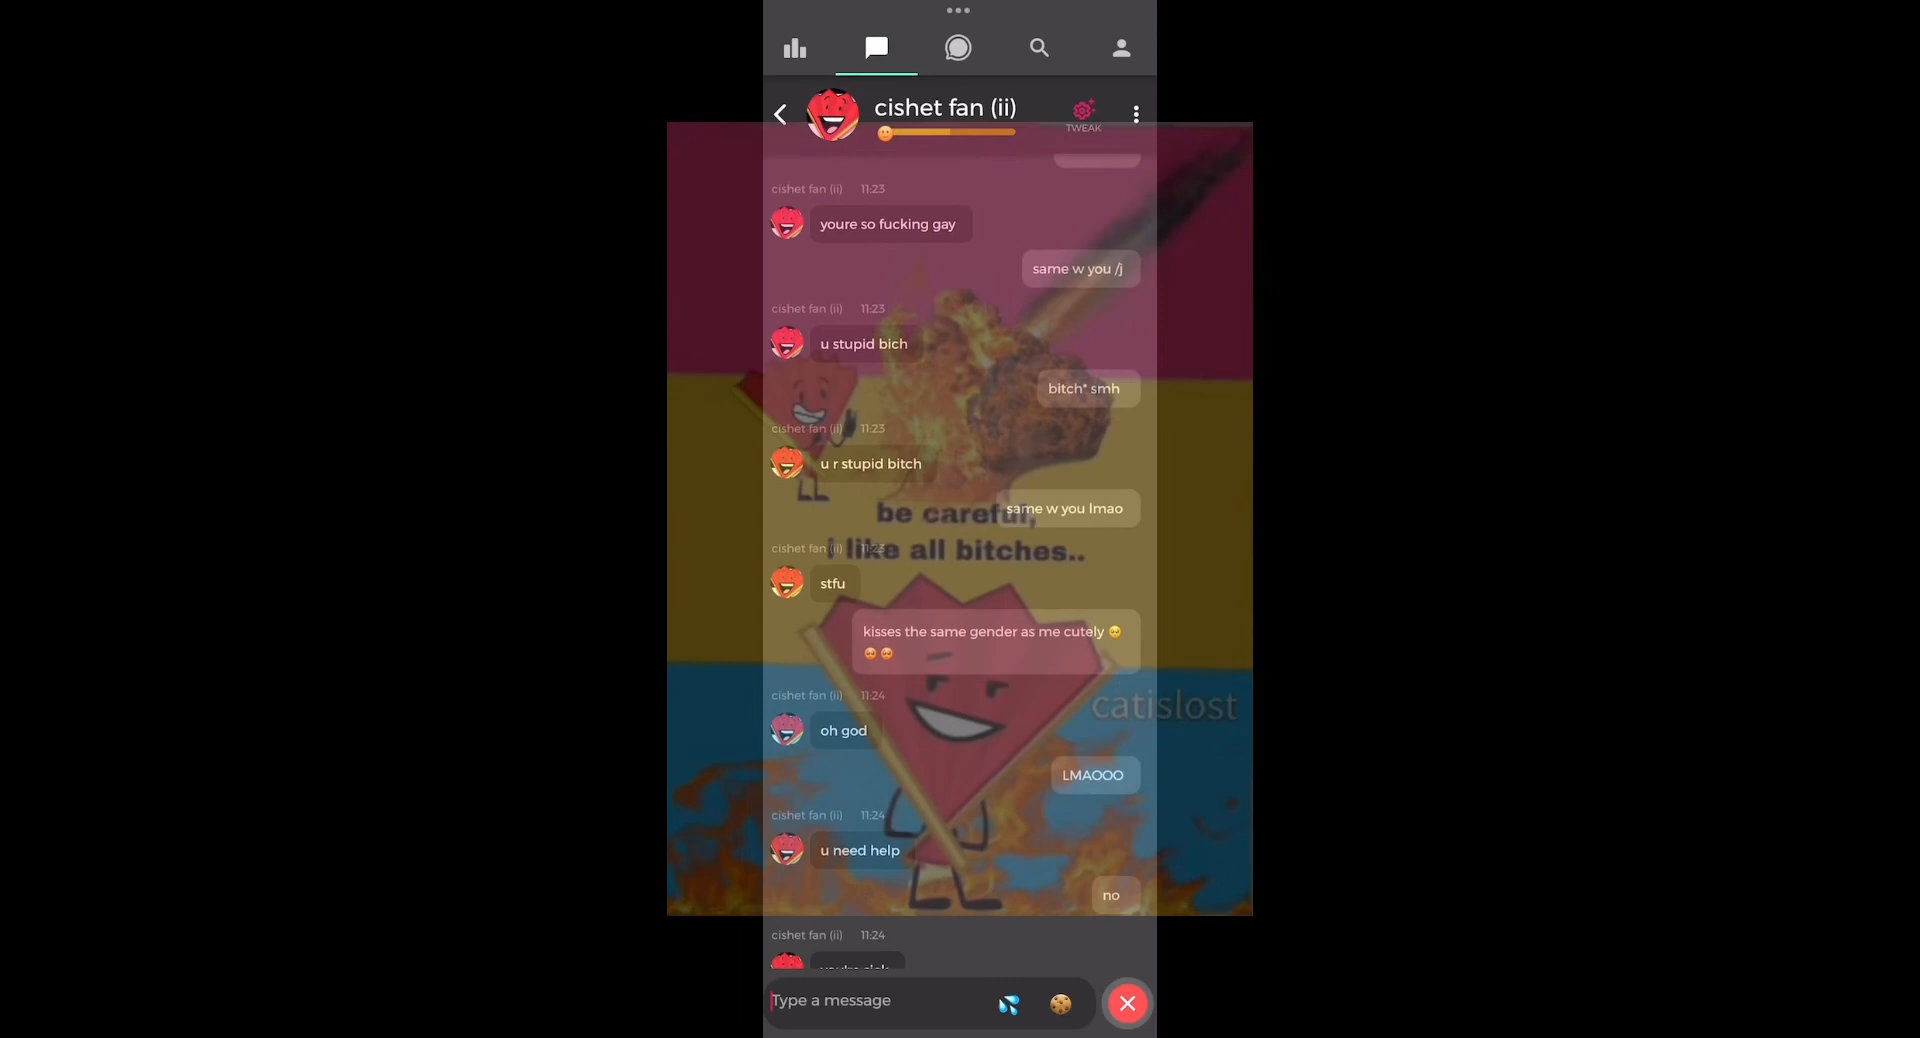 cishet fan (ii)
TWEAK
cishet fan (ii) 11:23
youre so fucking gay
same w you /j
cishet fan (ii) 11:23
u stupid bich
bitch* smh
cishet fan (ii) 11:23
u r stupid bitch
same w you lmao
be careful,
cishet fan (ii) 11:23
i like all bitches..
stfu
kisses the same gender as me cutely 🥺
🥺 🥺
cishet fan (ii) 11:24
catislost
oh god
LMAOOO
cishet fan (ii) 11:24
u need help
no
cishet fan (ii) 11:24
you're sick
Type a message